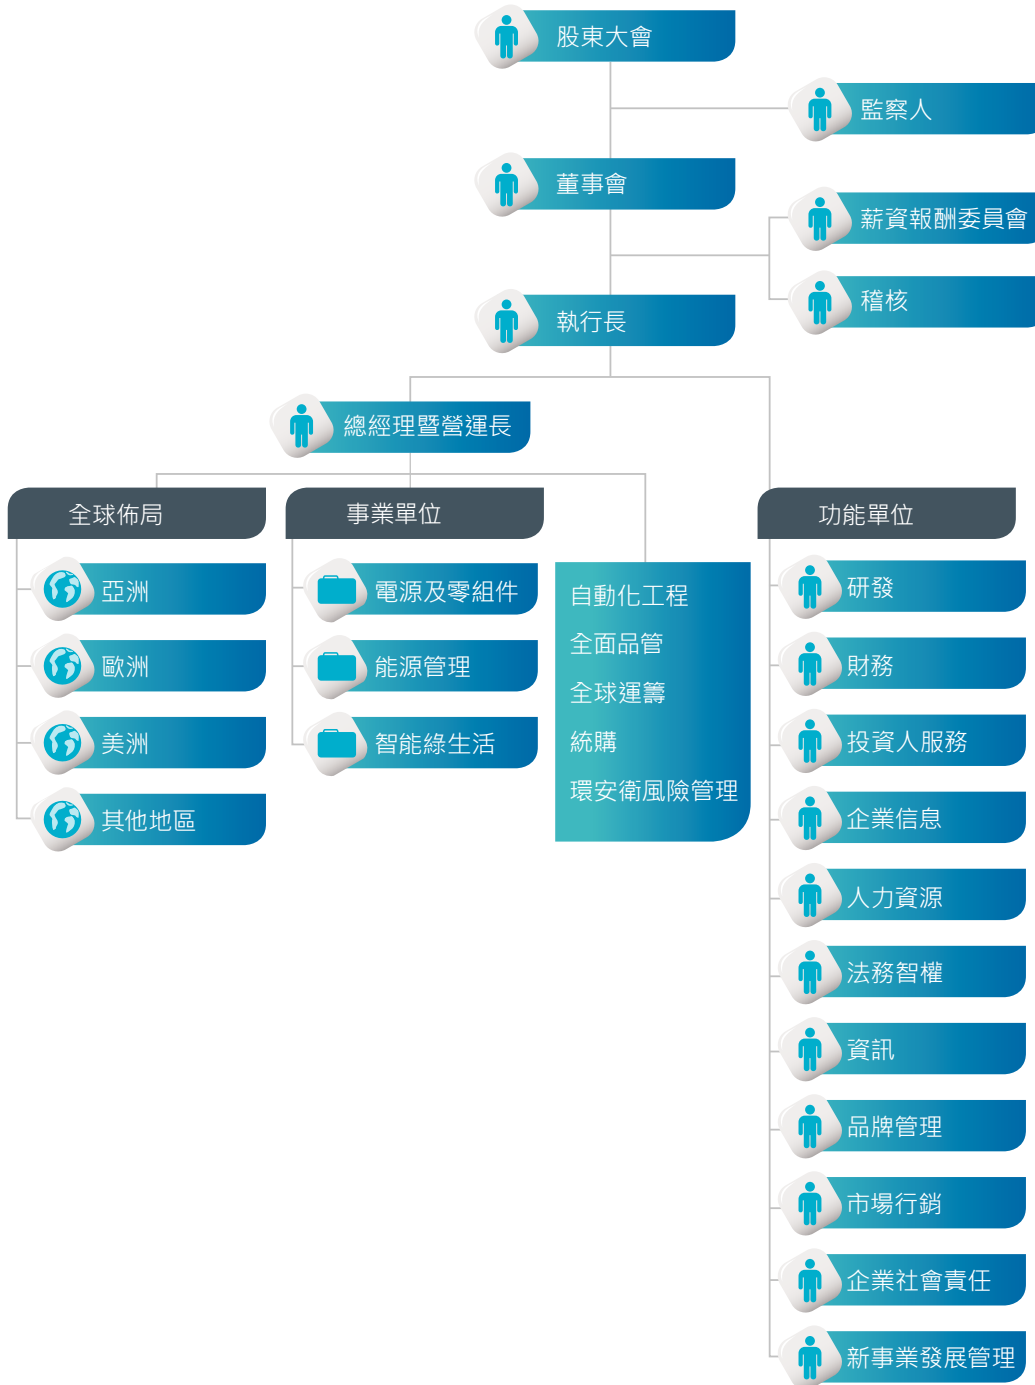 股東大會
監察人
董事會
薪資報酬委員會
稽核
執行長
總經理暨營運長
全球佈局
亞洲
歐洲
美洲
其他地區
事業單位
電源及零組件
能源管理
智能綠生活
自動化工程
全面品管
全球運籌
統購
環安衛風險管理
功能單位
研發
財務
投資人服務
企業信息
人力資源
法務智權
資訊
品牌管理
市場行銷
企業社會責任
新事業發展管理